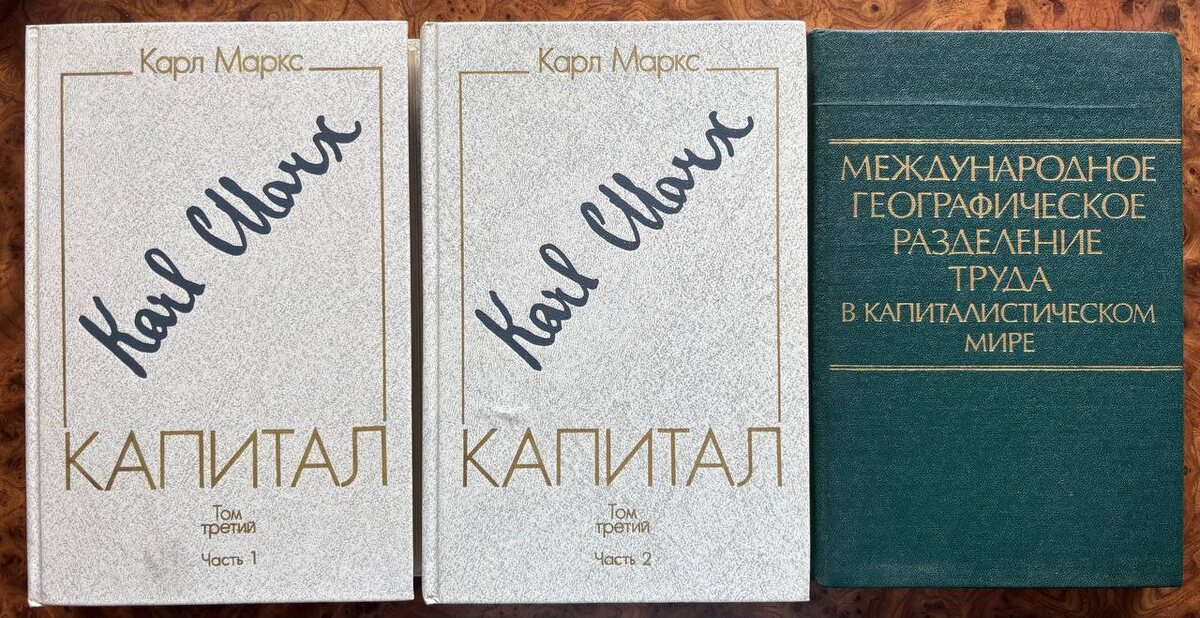 Карл Маркс
Karl Marx
КАПИТАЛ
Том
третий
Часть 1
Карл Маркс
Karl Marx
КАПИТАЛ
Том
третий
Часть 2
МЕЖДУНАРОДНОЕ
ГЕОГРАФИЧЕСКОЕ
РАЗДЕЛЕНИЕ
ТРУДА
В КАПИТАЛИСТИЧЕСКОМ
МИРЕ